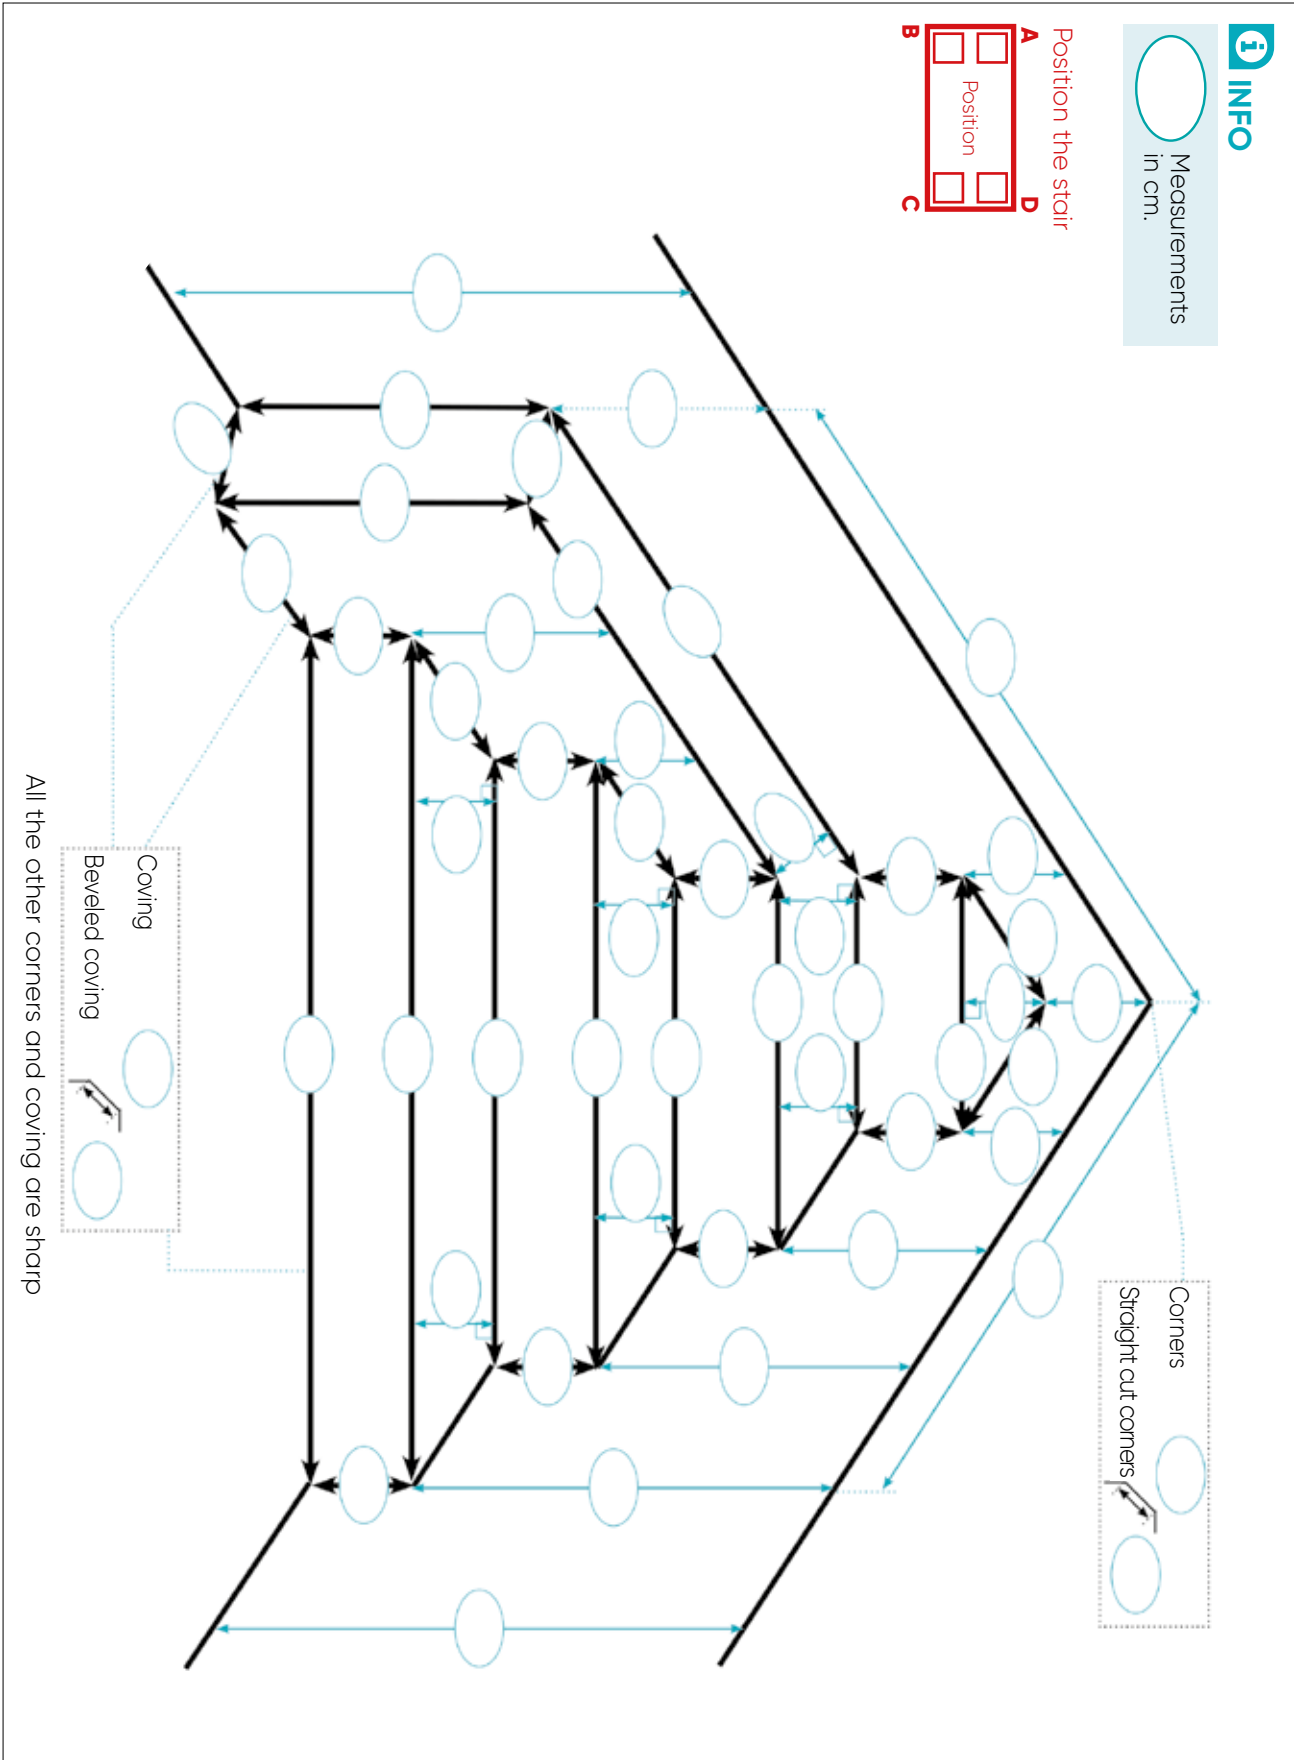 i INFO
Measurements
in cm.
Position the stair
A
D
Position
B
C
Corners
Straight cut corners
Coving
Beveled coving
All the other corners and coving are sharp